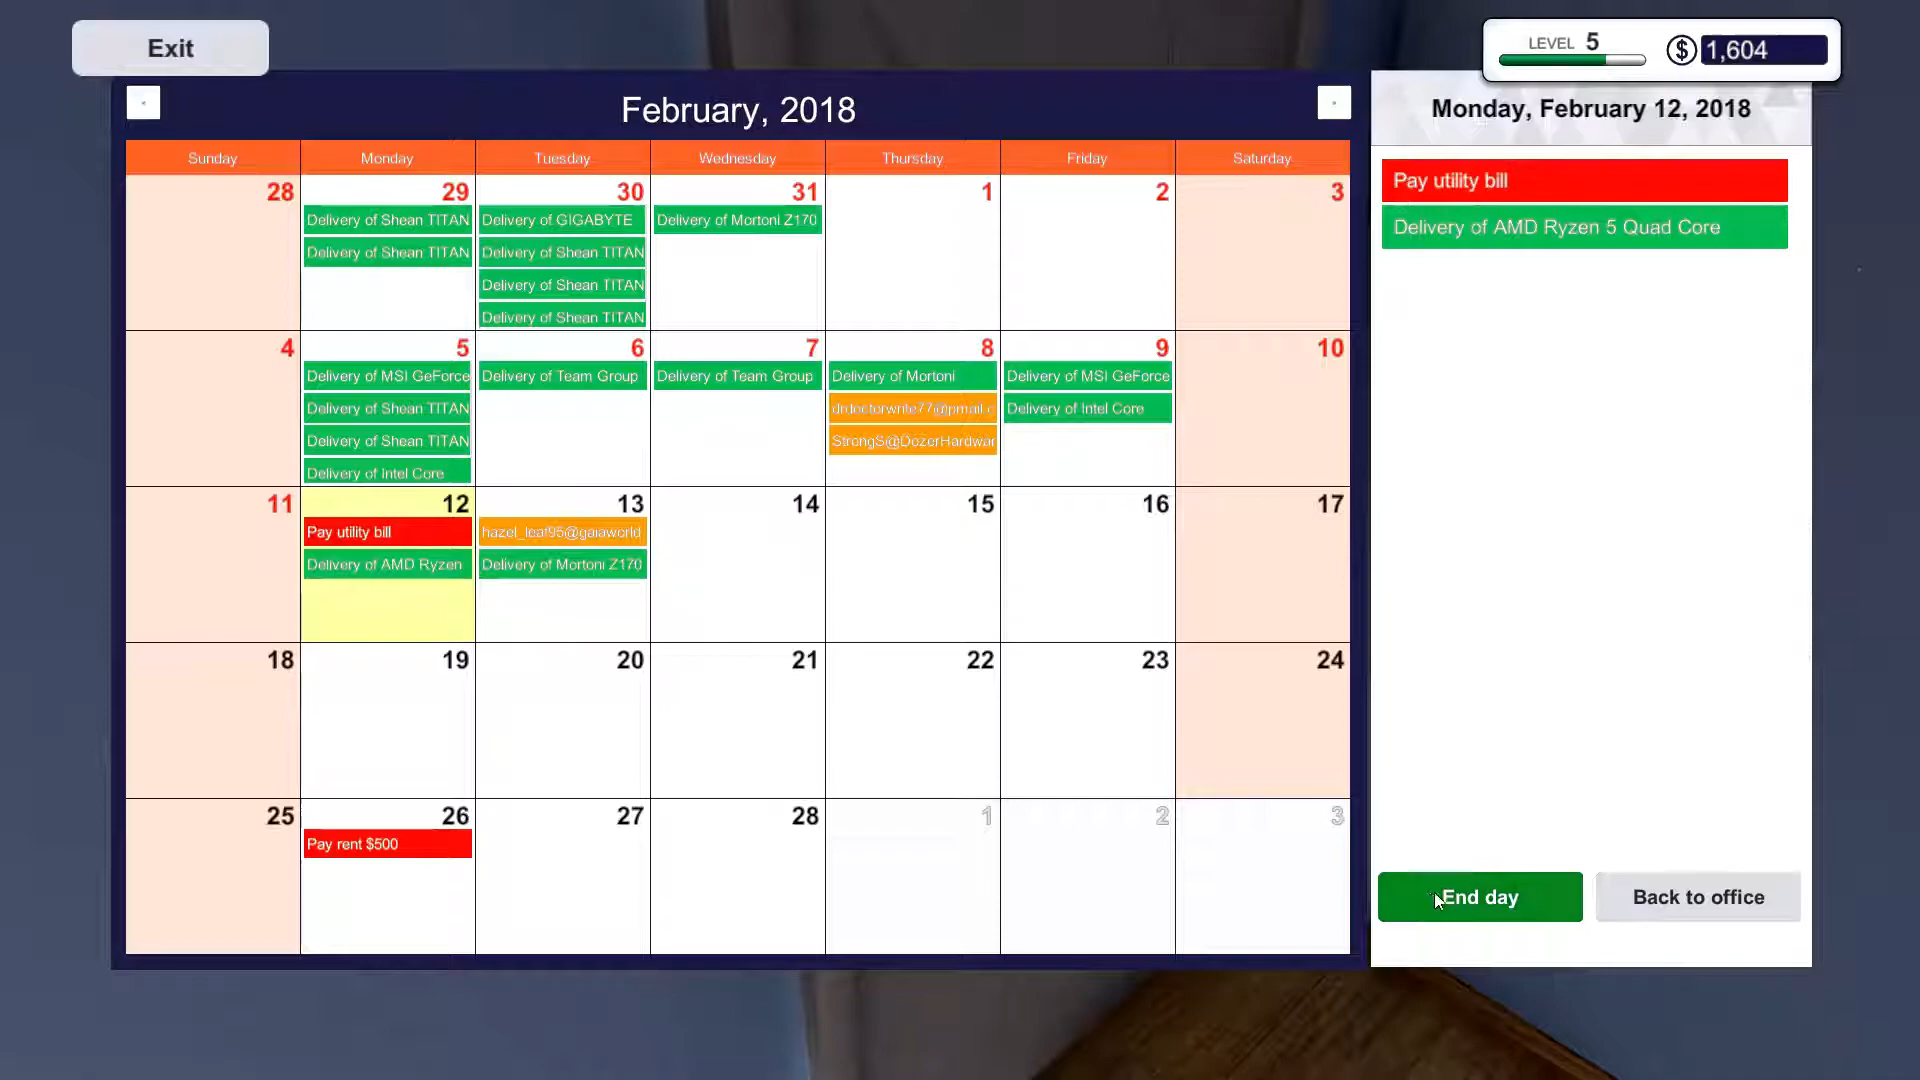 Exit
LEVEL 5
$ 1,604
February, 2018
Monday, February 12, 2018
Sunday
Monday
Tuesday
Wednesday
Thursday
Friday
Saturday
28
29
Delivery of Shean TITAN
Delivery of Shean TITAN
30
Delivery of GIGABYTE
Delivery of Shean TITAN
Delivery of Shean TITAN
Delivery of Shean TITAN
31
Delivery of Mortoni Z170
1
2
3
4
5
Delivery of MSI GeForce
Delivery of Shean TITAN
Delivery of Shean TITAN
Delivery of Intel Core
6
Delivery of Team Group
7
Delivery of Team Group
8
Delivery of Mortoni
drdoctorwrite77@pmail.c
StrongS@DozerHardwar
9
Delivery of MSI GeForce
Delivery of Intel Core
10
11
12
Pay utility bill
Delivery of AMD Ryzen
13
hazel_leaf95@gaiaworld
Delivery of Mortoni Z170
14
15
16
17
18
19
20
21
22
23
24
25
26
Pay rent $500
27
28
1
2
3
Pay utility bill
Delivery of AMD Ryzen 5 Quad Core
End day
Back to office